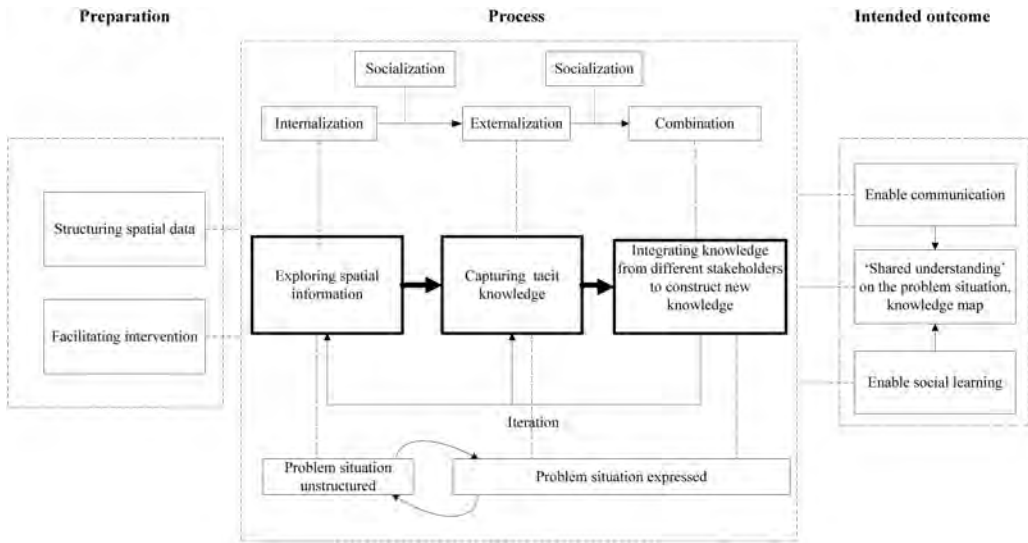 Preparation
Process
Intended outcome
Socialization
Socialization
Internalization
Externalization
Combination
Structuring spatial data
Facilitating intervention
Exploring spatial
information
Capturing tacit
knowledge
Integrating knowledge
from different stakeholders
to construct new
knowledge
Iteration
Problem situation
unstructured
Problem situation expressed
Enable communication
‘Shared understanding’
on the problem situation,
knowledge map
Enable social learning